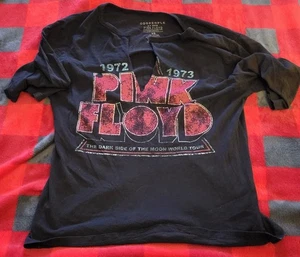 1972
1973
PINK
FLOYD
THE DARK SIDE OF THE MOON WORLD TOUR